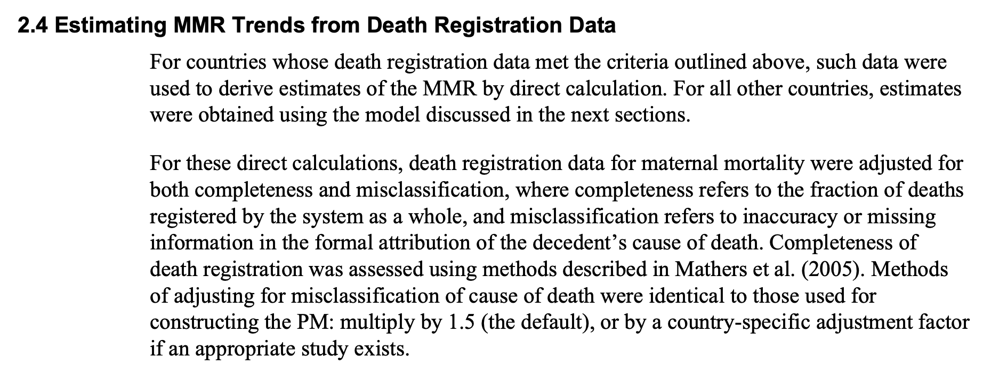 2.4 Estimating MMR Trends from Death Registration Data
For countries whose death registration data met the criteria outlined above, such data were
used to derive estimates of the MMR by direct calculation. For all other countries, estimates
were obtained using the model discussed in the next sections.
For these direct calculations, death registration data for maternal mortality were adjusted for
both completeness and misclassification, where completeness refers to the fraction of deaths
registered by the system as a whole, and misclassification refers to inaccuracy or missing
information in the formal attribution of the decedent’s cause of death. Completeness of
death registration was assessed using methods described in Mathers et al. (2005). Methods
of adjusting for misclassification of cause of death were identical to those used for
constructing the PM: multiply by 1.5 (the default), or by a country-specific adjustment factor
if an appropriate study exists.